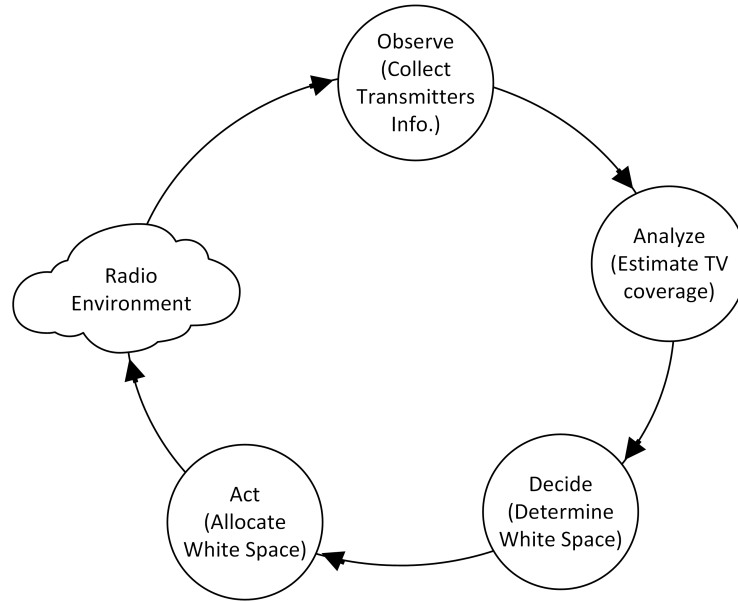 Observe
(Collect
Transmitters
Info.)
Analyze
(Estimate TV
coverage)
Radio
Environment
Decide
(Determine
White Space)
Act
(Allocate
White Space)